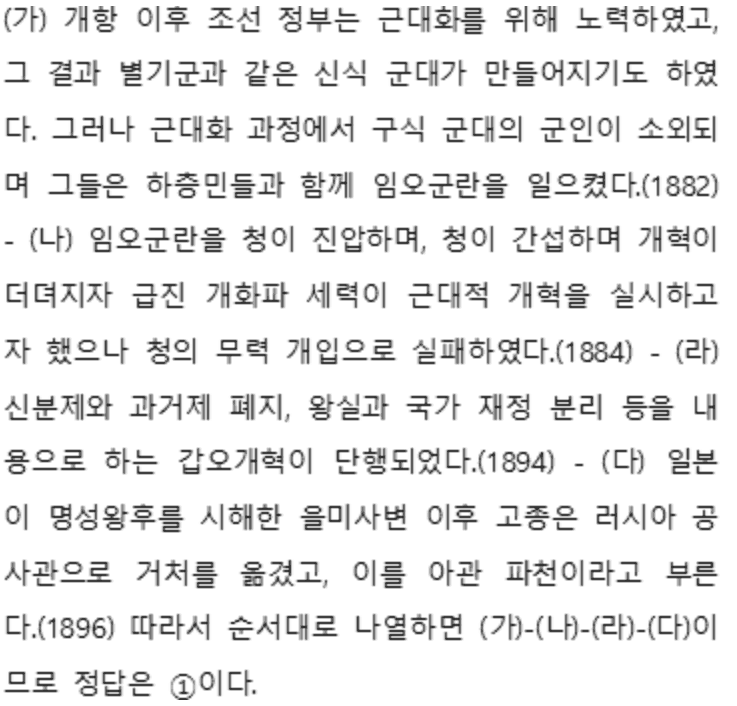 (가) 개항 이후 조선 정부는 근대화를 위해 노력하였고,
그 결과 별기군과 같은 신식 군대가 만들어지기도 하였
다. 그러나 근대화 과정에서 구식 군대의 군인이 소외되
며 그들은 하층민들과 함께 임오군란을 일으켰다.(1882)
- (나) 임오군란을 청이 진압하며, 청이 간섭하며 개혁이
더뎌지자 급진 개화파 세력이 근대적 개혁을 실시하고
자 했으나 청의 무력 개입으로 실패하였다.(1884) - (라)
신분제와 과거제 폐지, 왕실과 국가 재정 분리 등을 내
용으로 하는 갑오개혁이 단행되었다.(1894) - (다) 일본
이 명성왕후를 시해한 을미사변 이후 고종은 러시아 공
사관으로 거처를 옮겼고, 이를 아관 파천이라고 부른
다.(1896) 따라서 순서대로 나열하면 (가)-(나)-(라)-(다)이
므로 정답은 ①이다.